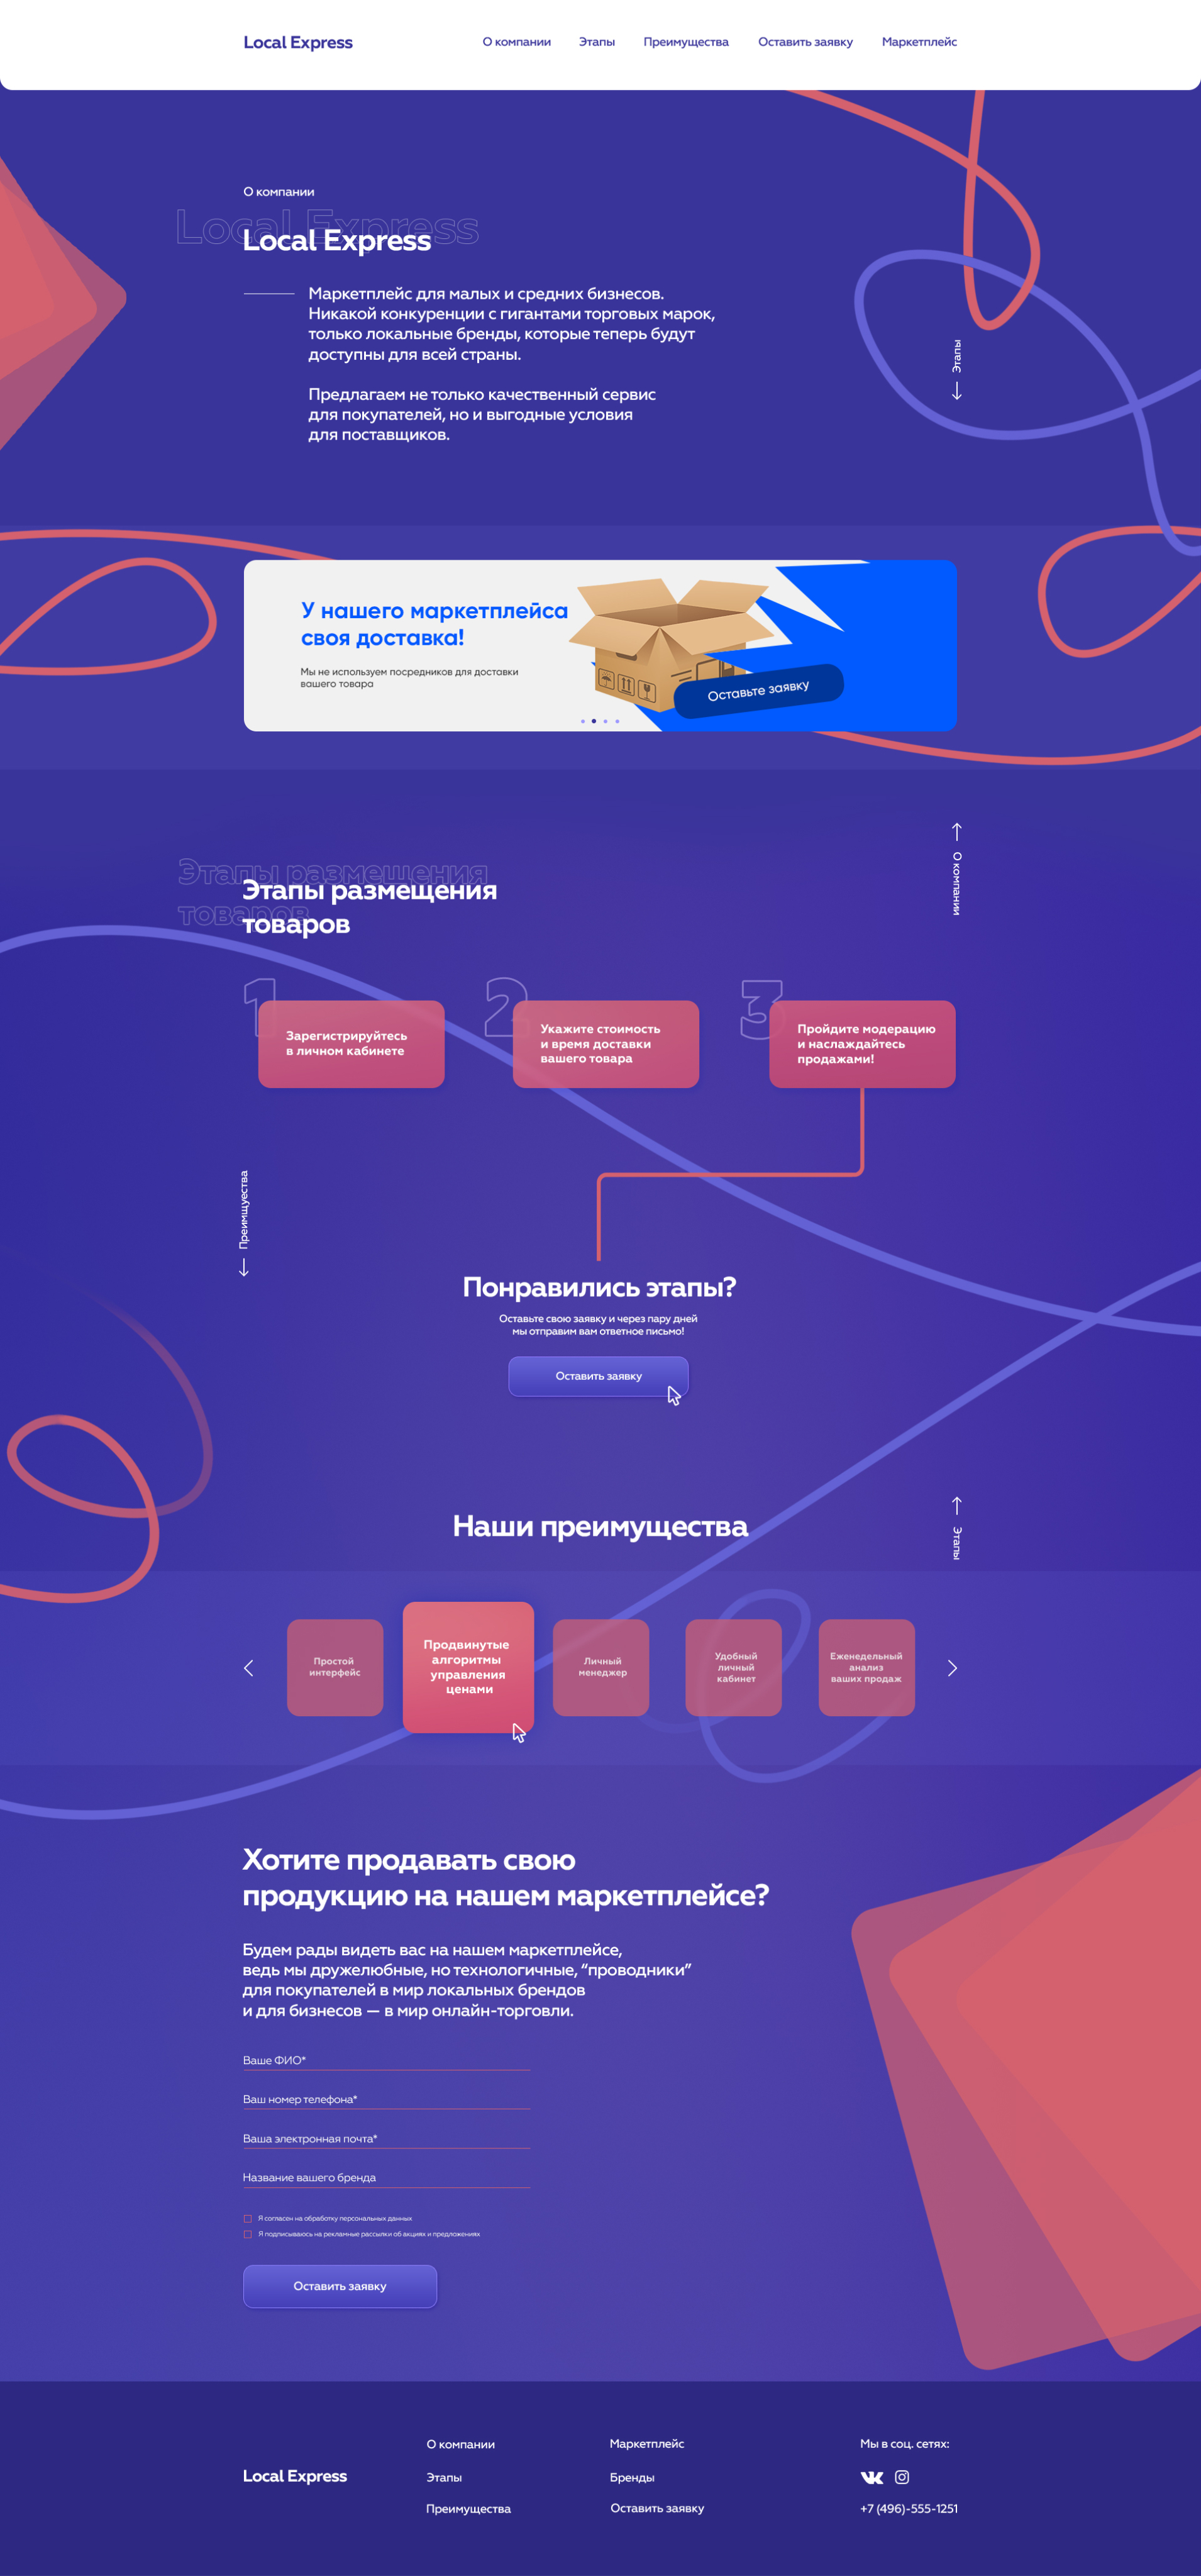 Local Express
О компании
Этапы
Преимущества
Оставить заявку
Маркетплейс
О компании
Local Express
Local Express
Маркетплейс для малых и средних бизнесов.
Никакой конкуренции с гигантами торговых марок,
только локальные бренды, которые теперь будут
доступны для всей страны.
Предлагаем не только качественный сервис
для покупателей, но и выгодные условия
для поставщиков.
Этапы
У нашего маркетплейса
своя доставка!
Мы не используем посредников для доставки
вашего товара
Оставьте заявку
О компании
Этапы размещения
товаров
Этапы размещения
товаров
1
Зарегистрируйтесь
в личном кабинете
2
Укажите стоимость
и время доставки
вашего товара
3
Пройдите модерацию
и наслаждайтесь
продажами!
Преимщуества
Понравились этапы?
Оставьте свою заявку и через пару дней
мы отправим вам ответное письмо!
Оставить заявку
Наши преимущества
Этапы
Простой
интерфейс
Продвинутые
алгоритмы
управления
ценами
Личный
менеджер
Удобный
личный
кабинет
Еженедельный
анализ
ваших продаж
Хотите продавать свою
продукцию на нашем маркетплейсе?
Будем рады видеть вас на нашем маркетплейсе,
ведь мы дружелюбные, но технологичные, “проводники”
для покупателей в мир локальных брендов
и для бизнесов — в мир онлайн-торговли.
Ваше ФИО*
Ваш номер телефона*
Ваша электронная почта*
Название вашего бренда
Я согласен на обработку персональных данных
Я подписываюсь на рекламные рассылки об акциях и предложениях
Оставить заявку
Local Express
О компании
Этапы
Преимущества
Маркетплейс
Бренды
Оставить заявку
Мы в соц. сетях:
+7 (496)-555-1251